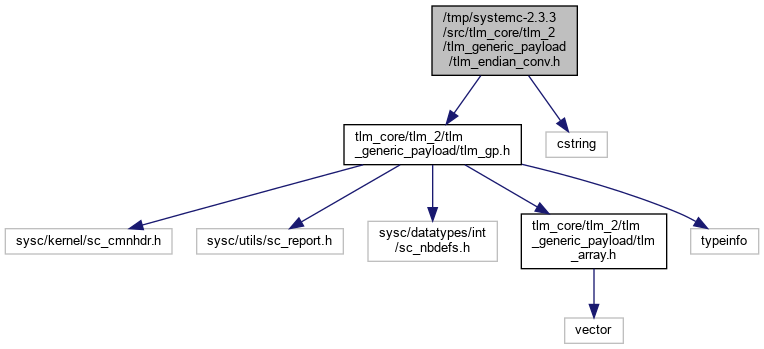 /tmp/systemc-2.3.3
/src/tlm_core/tlm_2
/tlm_generic_payload
/tlm_endian_conv.h
tlm_core/tlm_2/tlm
_generic_payload/tlm_gp.h
cstring
sysc/kernel/sc_cmnhdr.h
sysc/utils/sc_report.h
sysc/datatypes/int
/sc_nbdefs.h
tlm_core/tlm_2/tlm
_generic_payload/tlm
_array.h
typeinfo
vector